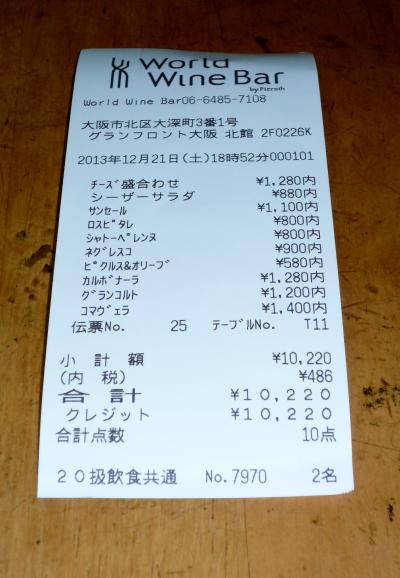 World
Wine Bar
by Pieroth
World Wine Bar06-6485-7108
大阪市北区大深町3番1号
グランフロント大阪 北館 2F0226K
2013年12月21日(土)18時52分000101
ﾁｰｽﾞ盛合わせ ¥1,280内
シーザーサラダ ¥880内
ｻﾝｾｰﾙ ¥1,100内
ﾛｽﾋﾟﾀﾚ ¥800内
ｼｬﾄｰﾍﾟﾚﾝﾇ ¥800内
ﾈｸﾞﾚｽｺ ¥900内
ﾋﾟｸﾙｽ&ｵﾘｰﾌﾞ ¥580内
ｶﾙﾎﾞﾅｰﾗ ¥1,280内
ｸﾞﾗﾝｺﾙﾄ ¥1,200内
ｺﾏｳﾞｪﾗ ¥1,400内
伝票No. 25 ﾃｰﾌﾞﾙNo. T11
小 計 額 ¥10,220
(内 税) ¥486
合 計 ¥10,220
クレジット ¥10,220
合計点数 10点
20扱飲食共通 No.7970 2名